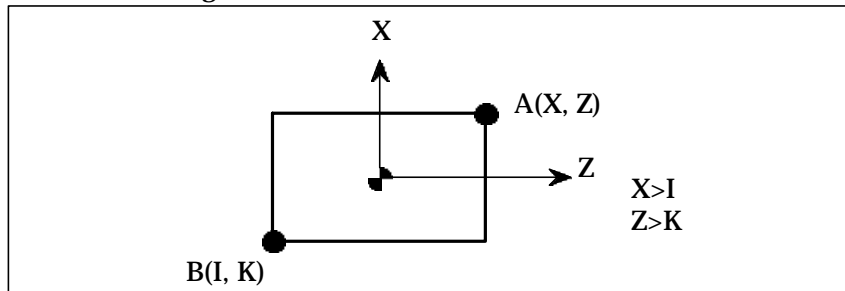 X
A(X, Z)
Z
X>I
Z>K
B(I, K)